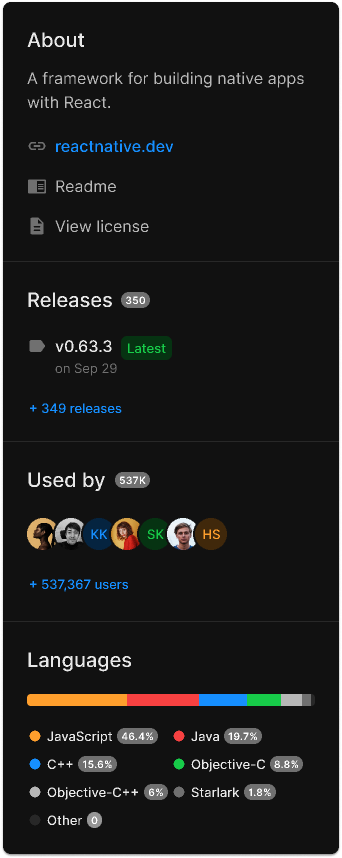 About
A framework for building native apps
with React.
reactnative.dev
Readme
View license
Releases 350
v0.63.3 Latest
on Sep 29
+ 349 releases
Used by 537K
KK SK HS
+ 537,367 users
Languages
JavaScript 46.4% Java 19.7%
C++ 15.6% Objective-C 8.8%
Objective-C++ 6% Starlark 1.8%
Other 0